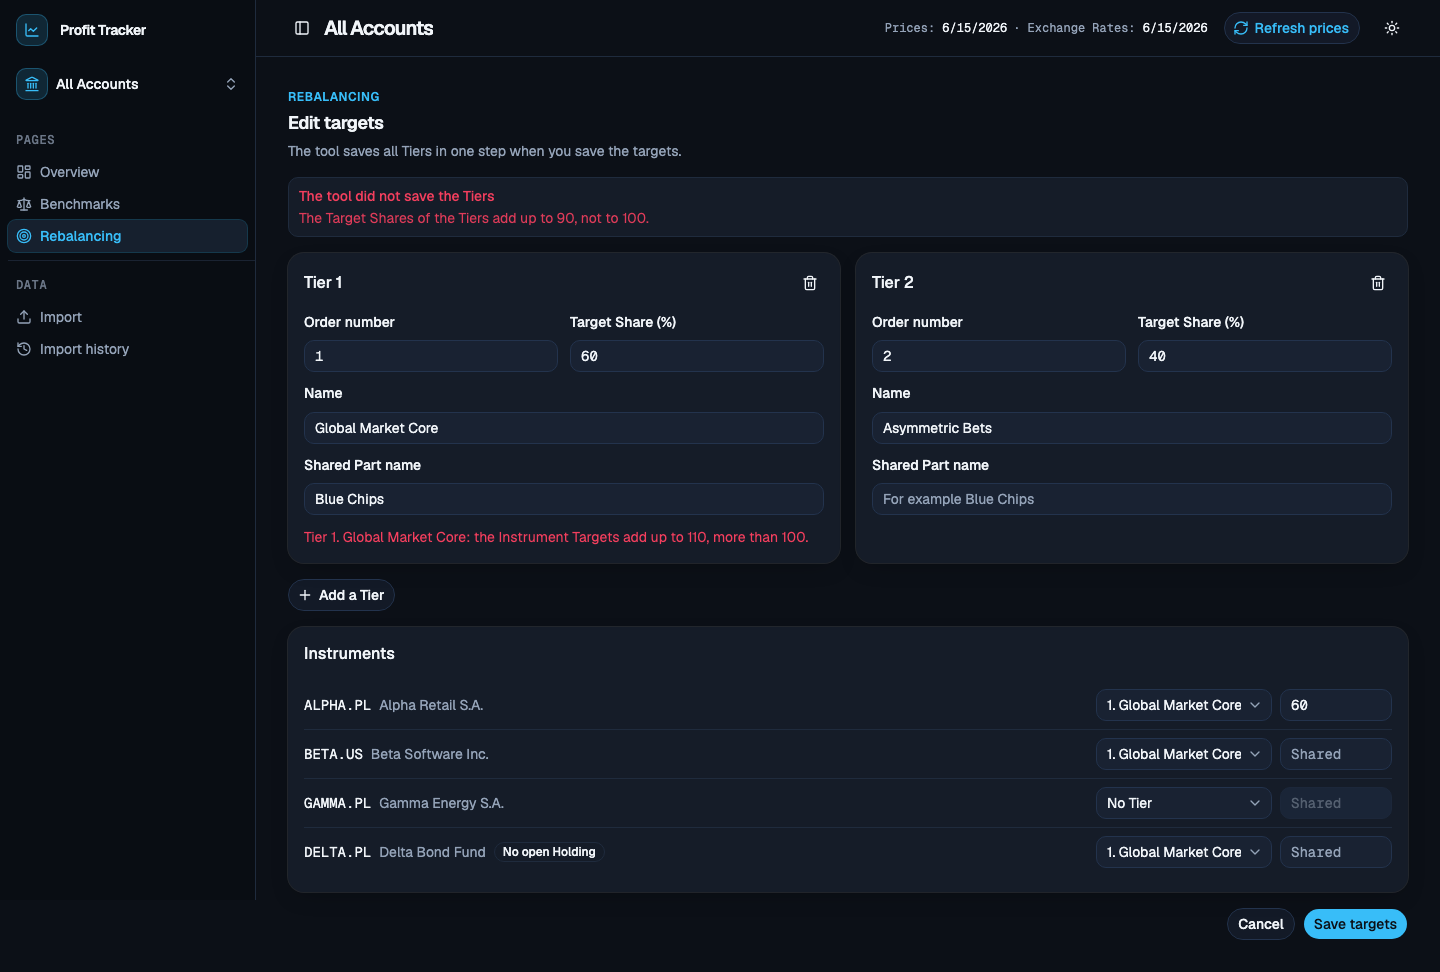 Profit Tracker
All Accounts
PAGES
Overview
Benchmarks
Rebalancing
DATA
Import
Import history
All Accounts
Prices: 6/15/2026 · Exchange Rates: 6/15/2026
Refresh prices
REBALANCING
Edit targets
The tool saves all Tiers in one step when you save the targets.
The tool did not save the Tiers
The Target Shares of the Tiers add up to 90, not to 100.
Tier 1
Order number
Target Share (%)
1
60
Name
Global Market Core
Shared Part name
Blue Chips
Tier 1. Global Market Core: the Instrument Targets add up to 110, more than 100.
Tier 2
Order number
Target Share (%)
2
40
Name
Asymmetric Bets
Shared Part name
For example Blue Chips
Add a Tier
Instruments
ALPHA.PL Alpha Retail S.A.
1. Global Market Core
60
BETA.US Beta Software Inc.
1. Global Market Core
Shared
GAMMA.PL Gamma Energy S.A.
No Tier
Shared
DELTA.PL Delta Bond Fund No open Holding
1. Global Market Core
Shared
Cancel
Save targets